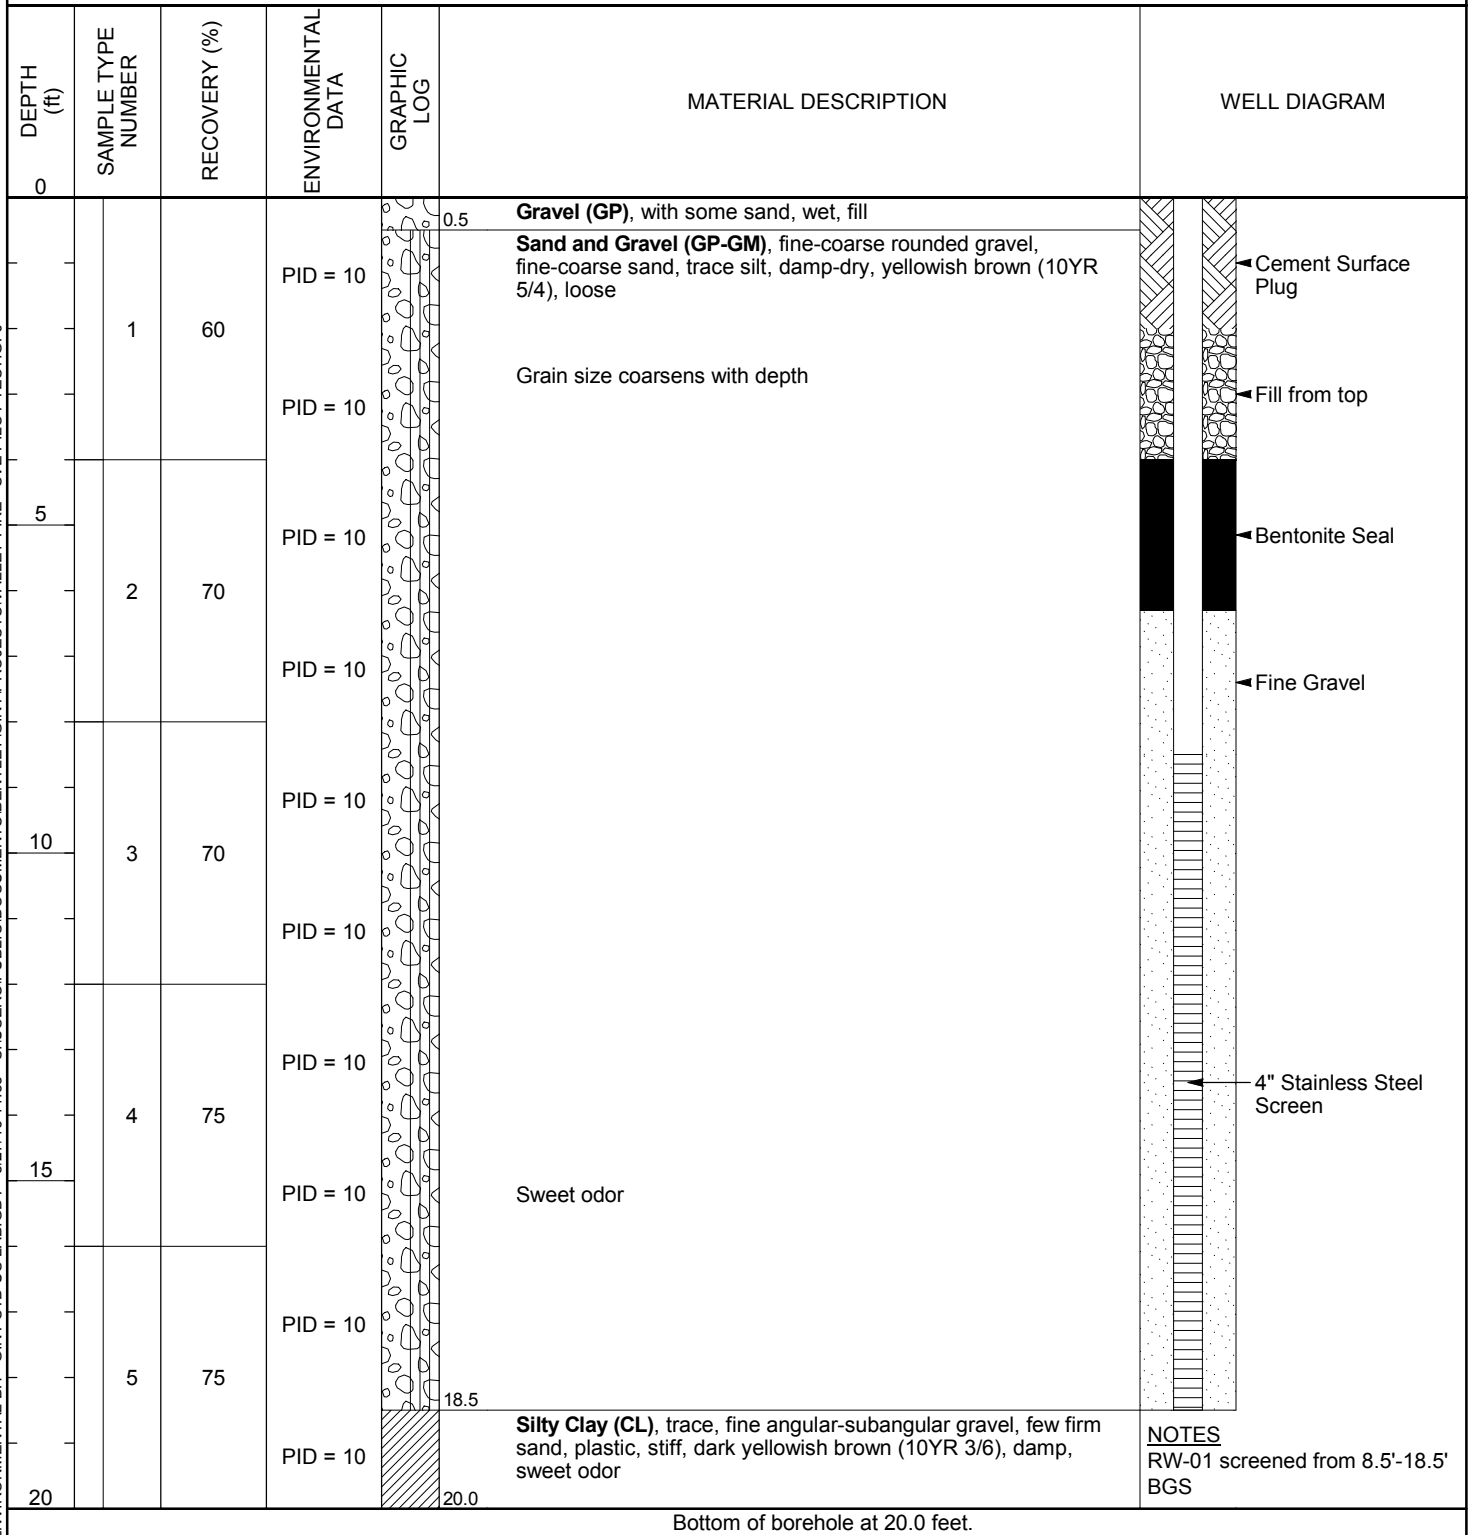 DEPTH
(ft)
SAMPLE TYPE
NUMBER
RECOVERY (%)
ENVIRONMENTAL
DATA
GRAPHIC
LOG
MATERIAL DESCRIPTION
WELL DIAGRAM
0
0.5
Gravel (GP), with some sand, wet, fill
Sand and Gravel (GP-GM), fine-coarse rounded gravel,
fine-coarse sand, trace silt, damp-dry, yellowish brown (10YR
5/4), loose
PID = 10
Cement Surface
Plug
1
60
Grain size coarsens with depth
Fill from top
PID = 10
5
PID = 10
Bentonite Seal
2
70
PID = 10
Fine Gravel
PID = 10
10
3
70
PID = 10
PID = 10
4" Stainless Steel
Screen
4
75
15
PID = 10
Sweet odor
PID = 10
5
75
18.5
Silty Clay (CL), trace, fine angular-subangular gravel, few firm
sand, plastic, stiff, dark yellowish brown (10YR 3/6), damp,
sweet odor
PID = 10
NOTES
RW-01 screened from 8.5'-18.5'
BGS
20
20.0
Bottom of borehole at 20.0 feet.